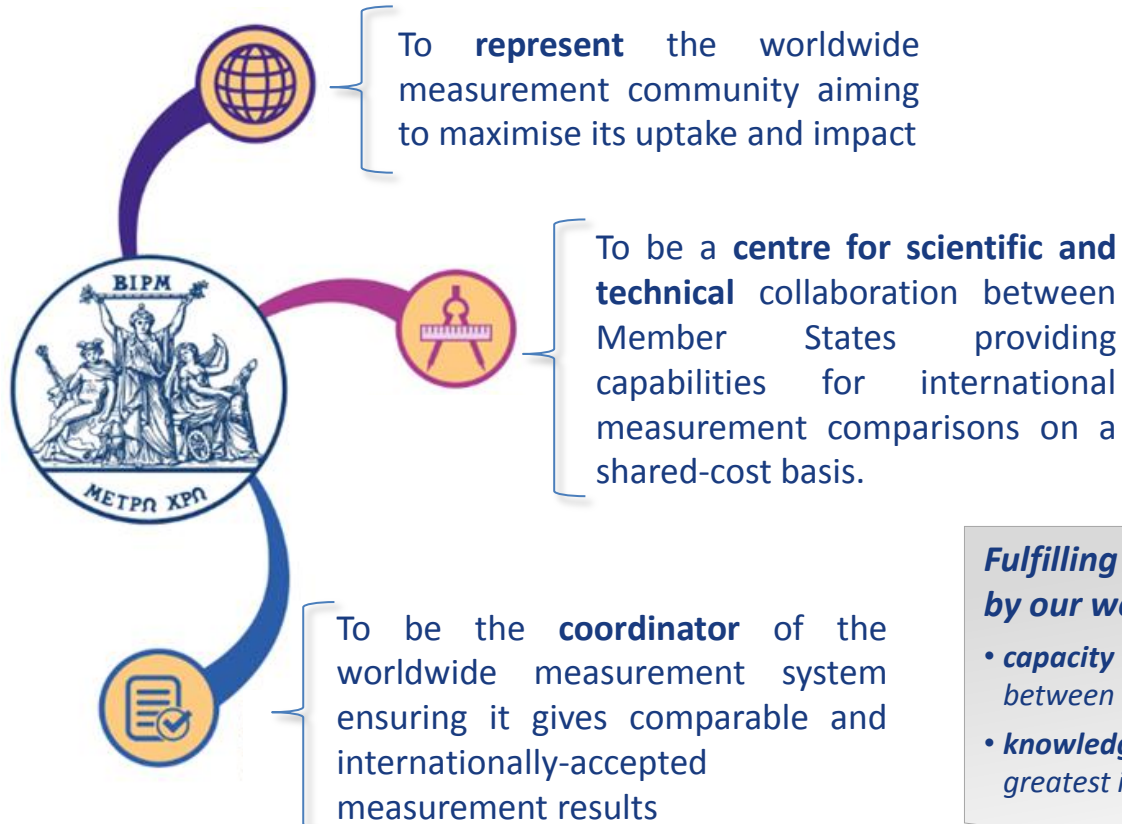 To represent the worldwide
measurement community aiming
to maximise its uptake and impact
BIPM
ΜΕΤΡΩ ΧΡΩ
To be a centre for scientific and
technical collaboration between
Member States providing
capabilities for international
measurement comparisons on a
shared-cost basis.
Fulfilling
by our
• capacity
between
•
greatest
To be the coordinator of the
worldwide measurement system
ensuring it gives comparable and
internationally-accepted
measurement results